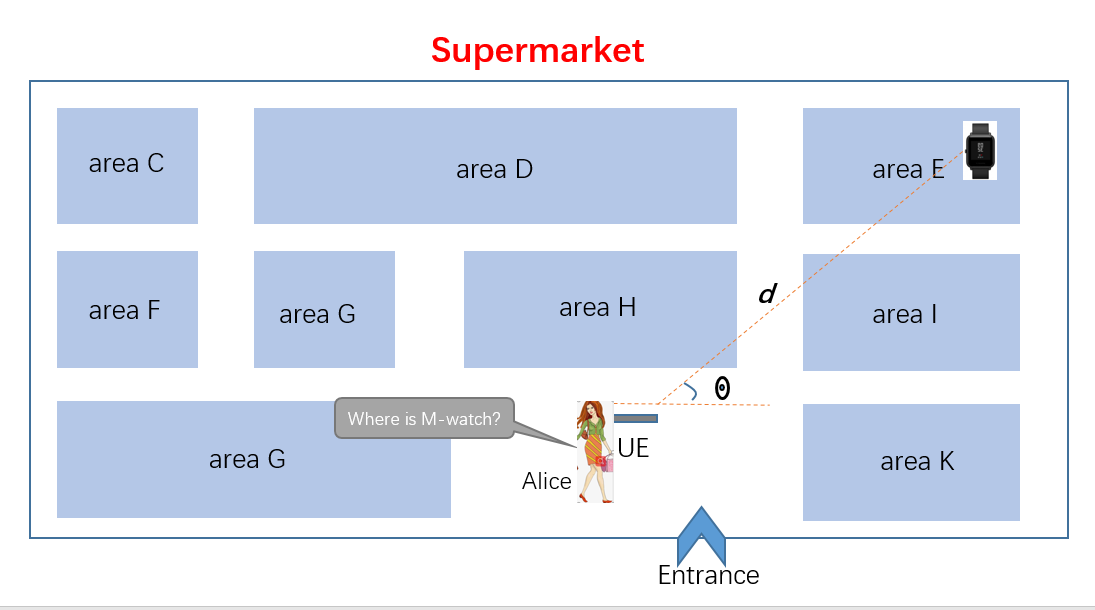 Supermarket
area C
area D
area E
area F
area G
area H
d
area I
θ
Where is M-watch?
area G
UE
area K
Alice
Entrance